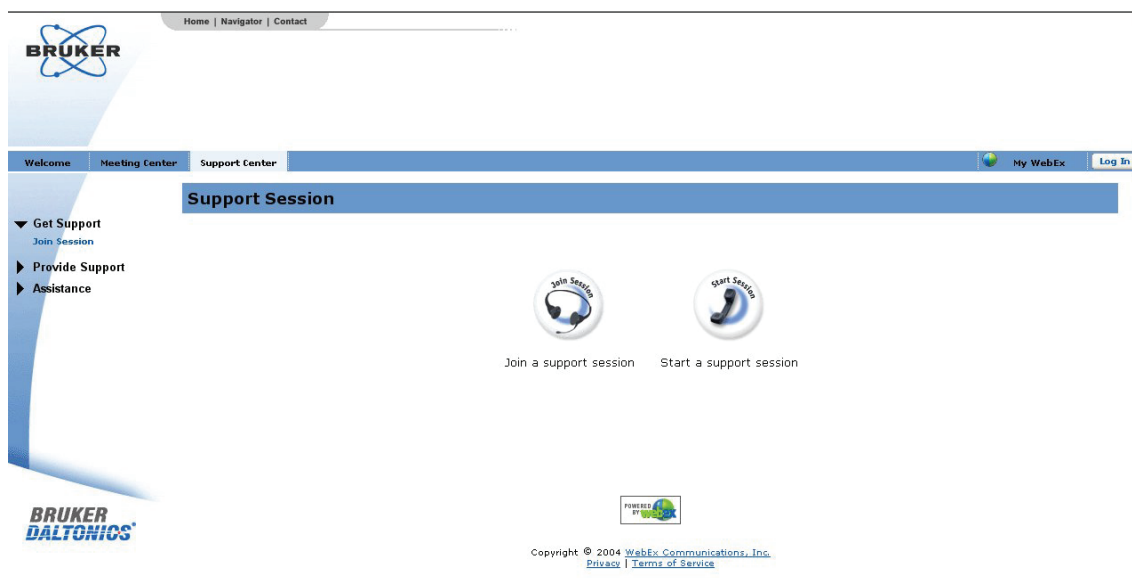 Home | Navigator | Contact
BRUKER
Welcome Meeting Center Support Center My WebEx Log In
Support Session
Get Support
Join Session
Provide Support
Assistance
Join Session Start Session
Join a support session Start a support session
POWERED
BY webex
BRUKER
DALTONICS
Copyright © 2004 WebEx Communications, Inc.
Privacy | Terms of Service